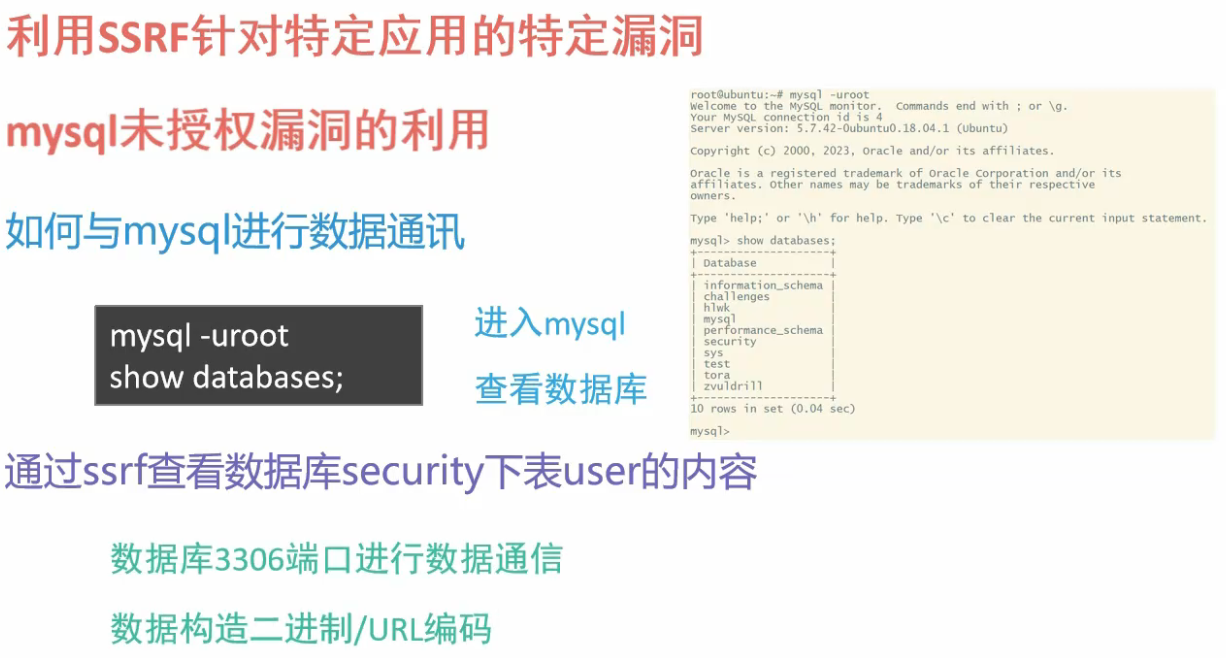 利用SSRF针对特定应用的特定漏洞
mysql未授权漏洞的利用
如何与mysql进行数据通讯
mysql -uroot
show databases;
进入mysql
查看数据库
root@ubuntu:~# mysql -uroot
Welcome to the MySQL monitor.  Commands end with ; or \g.
Your MySQL connection id is 4
Server version: 5.7.42-0ubuntu0.18.04.1 (Ubuntu)
Copyright (c) 2000, 2023, Oracle and/or its affiliates.
Oracle is a registered trademark of Oracle Corporation and/or its
affiliates. Other names may be trademarks of their respective
owners.
Type 'help;' or '\h' for help. Type '\c' to clear the current input statement.
mysql> show databases;
+--------------------+
| Database           |
+--------------------+
| information_schema |
| challenges         |
| hlwk               |
| mysql              |
| performance_schema |
| security           |
| sys                |
| test               |
| tora               |
| zvuldrill          |
+--------------------+
10 rows in set (0.04 sec)
mysql>
通过ssrf查看数据库security下表user的内容
数据库3306端口进行数据通信
数据构造二进制/URL编码